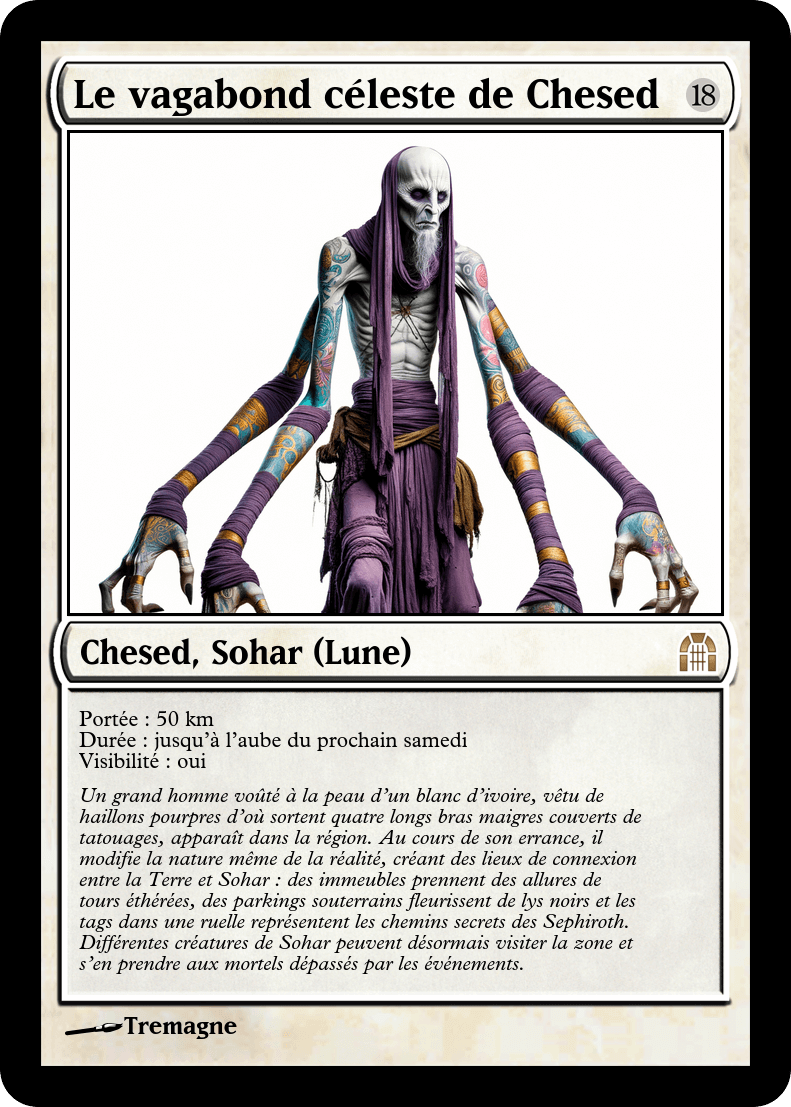 Le vagabond céleste de Chesed 18
Chesed, Sohar (Lune)
Portée : 50 km
Durée : jusqu’à l’aube du prochain samedi
Visibilité : oui
Un grand homme voûté à la peau d’un blanc d’ivoire, vêtu de
haillons pourpres d’où sortent quatre longs bras maigres couverts de
tatouages, apparaît dans la région. Au cours de son errance, il
modifie la nature même de la réalité, créant des lieux de connexion
entre la Terre et Sohar : des immeubles prennent des allures de
tours éthérées, des parkings souterrains fleurissent de lys noirs et les
tags dans une ruelle représentent les chemins secrets des Sephiroth.
Différentes créatures de Sohar peuvent désormais visiter la zone et
s’en prendre aux mortels dépassés par les événements.
Tremagne